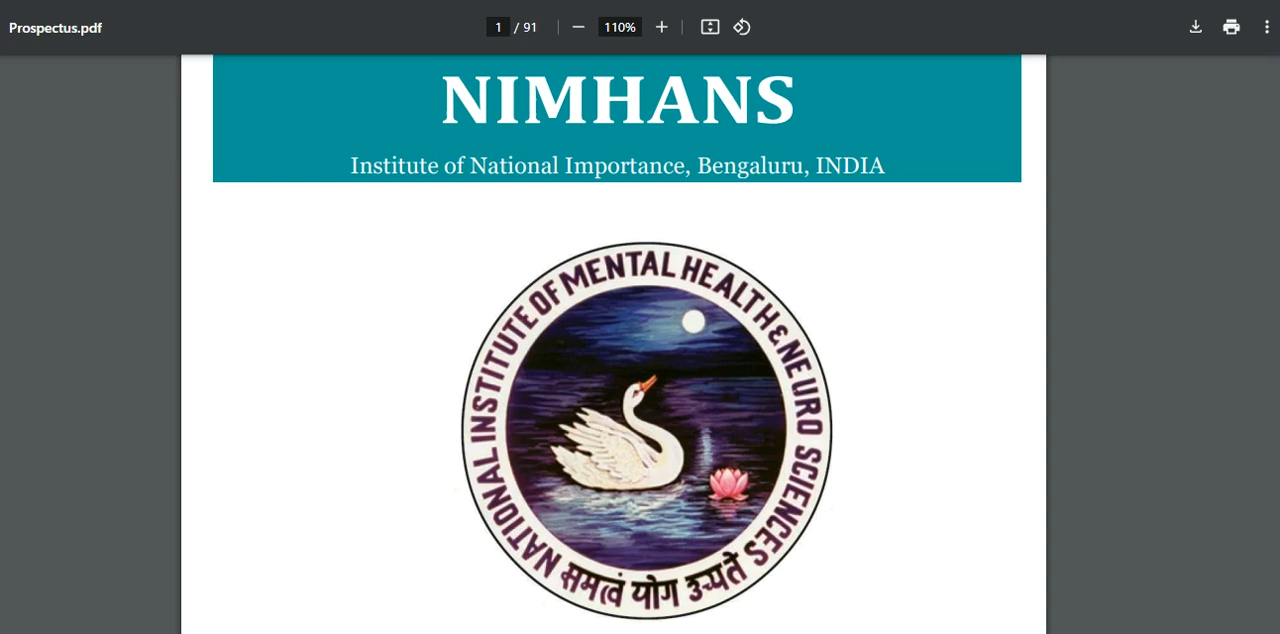 Prospectus.pdf
1 / 91
110%
NIMHANS
Institute of National Importance, Bengaluru, INDIA
NATIONAL INSTITUTE OF MENTAL HEALTH & NEURO SCIENCES
समत्वं योग उच्यते